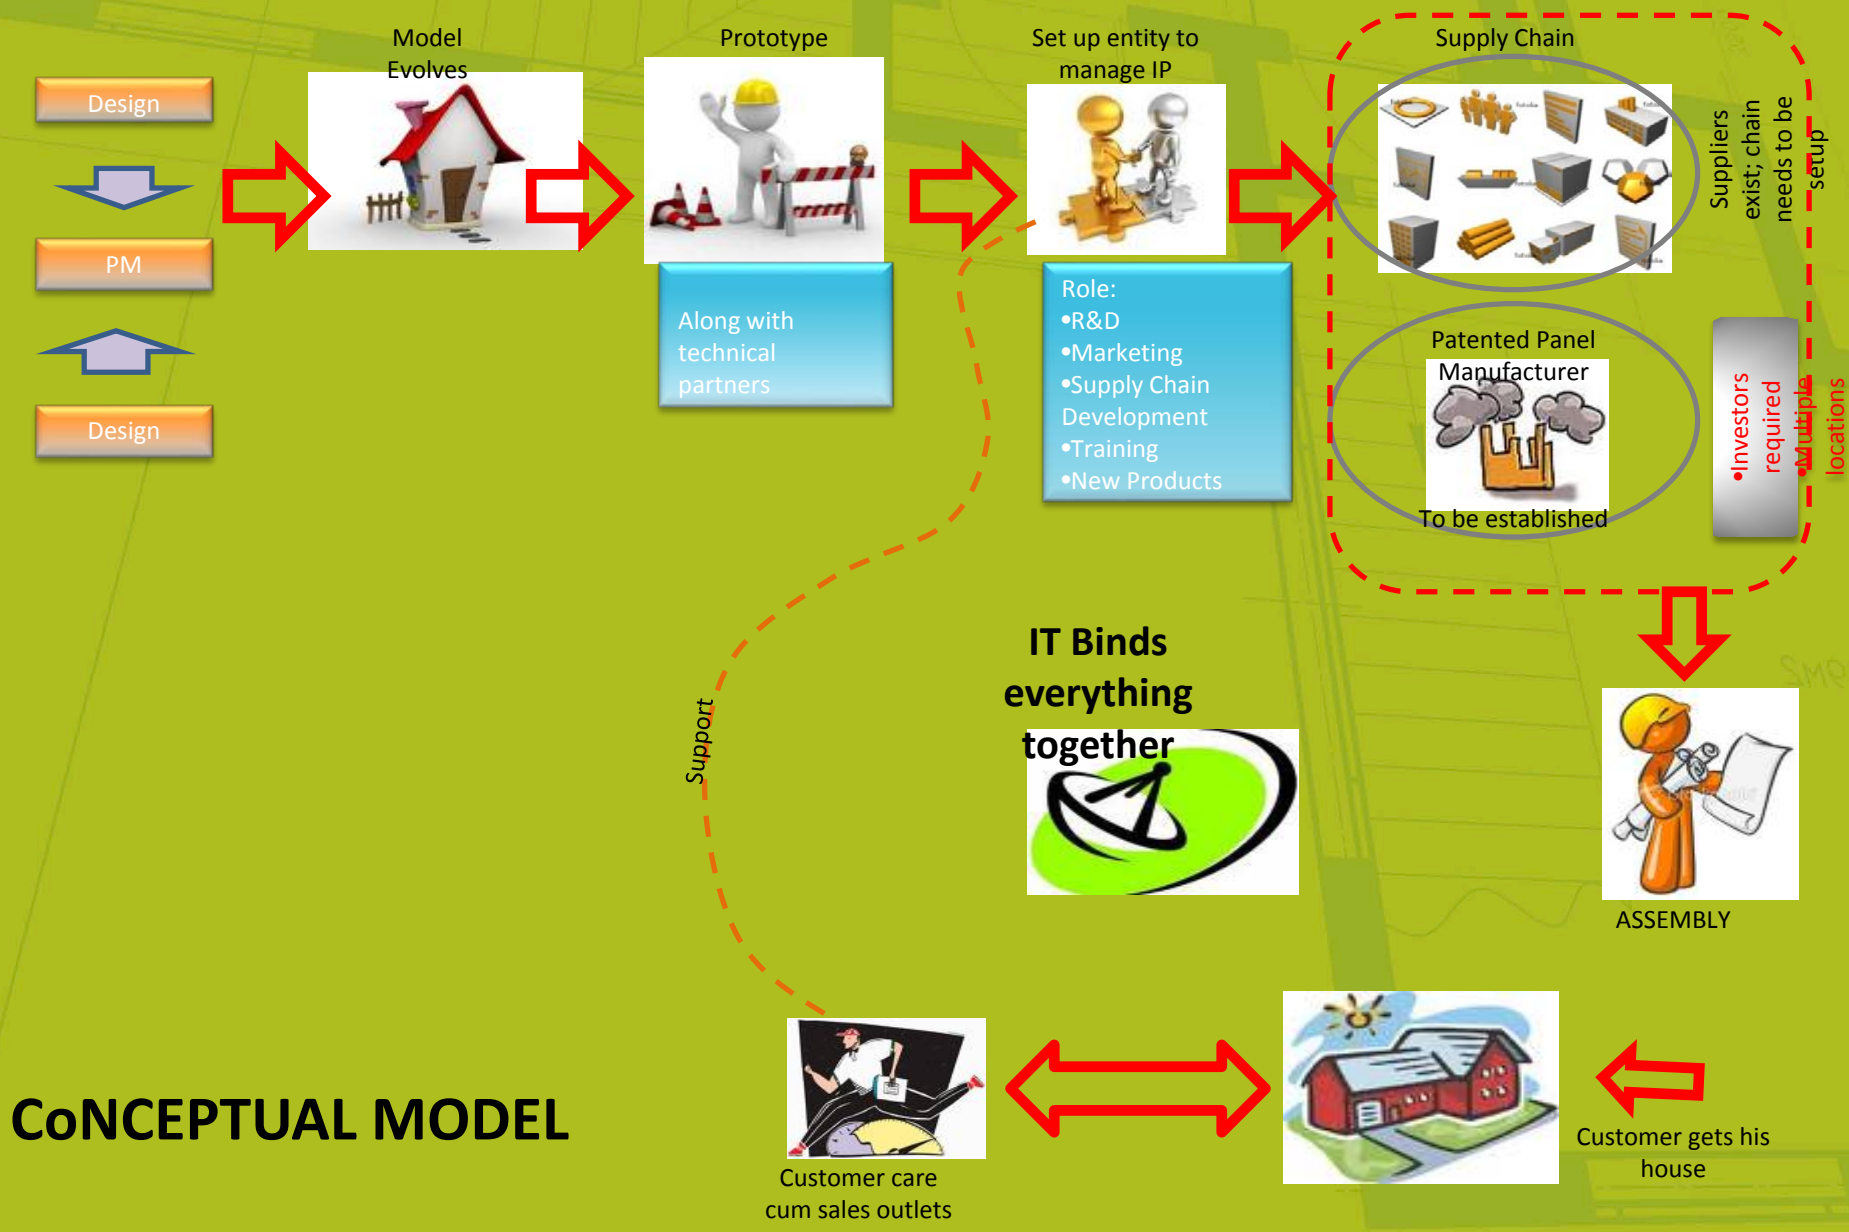 Design
PM
Design
Model
Evolves
Prototype
Along with
technical
partners
Set up entity to
manage IP
Role:
•R&D
•Marketing
•Supply Chain
Development
•Training
•New Products
Supply Chain
Suppliers
exist; chain
needs to be
setup
Patented Panel
Manufacturer
To be established
•Investors
required
•Multiple
locations
IT Binds
everything
together
Support
ASSEMBLY
9M2
Customer gets his
house
Customer care
cum sales outlets
CoNCEPTUAL MODEL